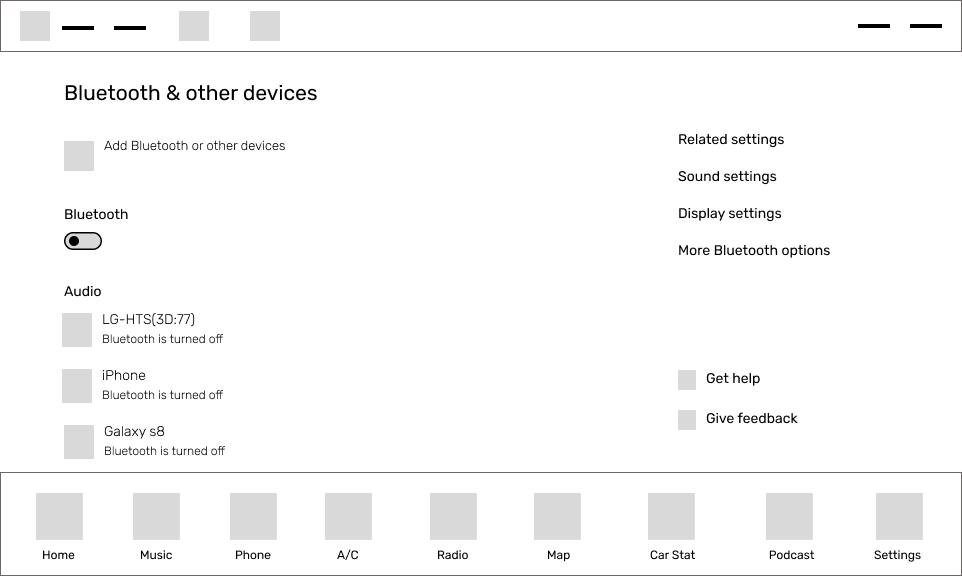 Bluetooth & other devices
Add Bluetooth or other devices
Bluetooth
Audio
LG-HTS(3D:77)
Bluetooth is turned off
iPhone
Bluetooth is turned off
Galaxy s8
Bluetooth is turned off
Related settings
Sound settings
Display settings
More Bluetooth options
Get help
Give feedback
Home
Music
Phone
A/C
Radio
Map
Car Stat
Podcast
Settings